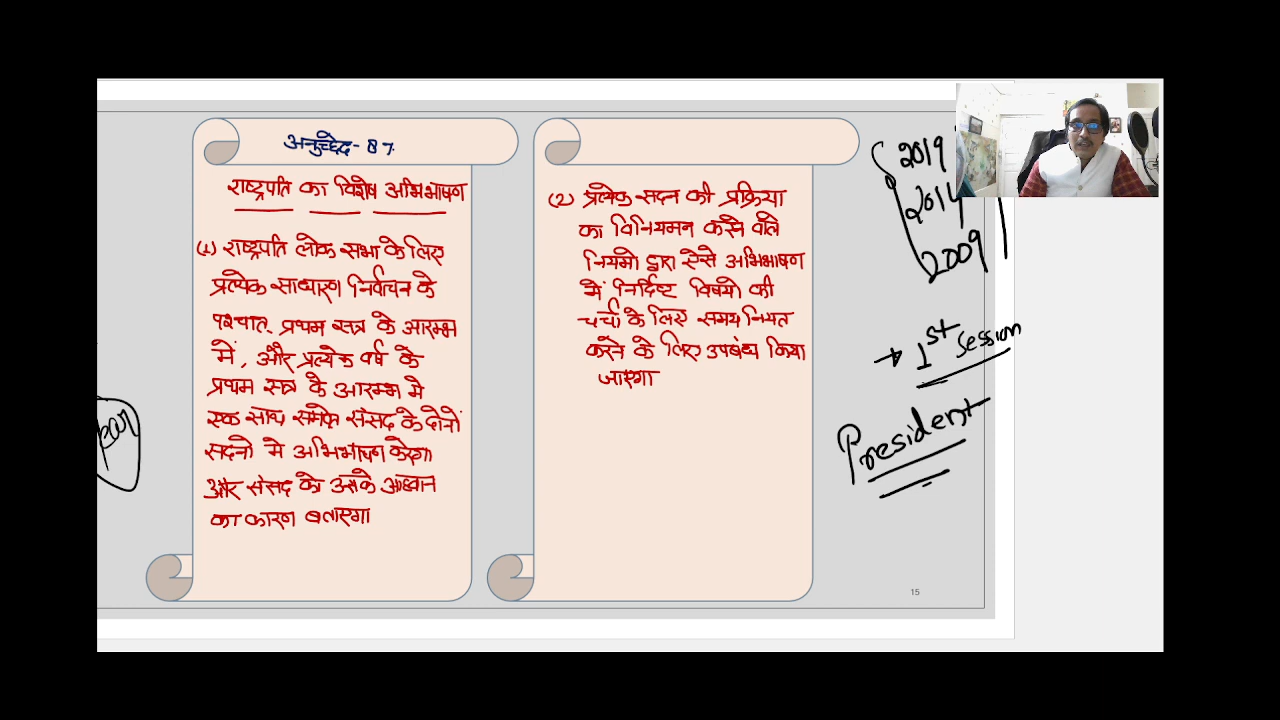 अनुच्छेद - 87.
राष्ट्रपति का विशेष अभिभाषण
(1) राष्ट्रपति लोक सभा के लिए
प्रत्येक साधारण निर्वाचन के
पश्चात् प्रथम सत्र के आरम्भ
में, और प्रत्येक वर्ष के
प्रथम सत्र के आरम्भ मे
एक साथ समवेत संसद के दोनों
सदनो मे अभिभाषण करेगा
और संसद को उसके आह्वान
का कारण बताएगा
(2) प्रत्येक सदन की प्रक्रिया
का विनियमन करने वाले
नियमो द्वारा ऐसे अभिभाषण
में निर्दिष्ट विषयो की
चर्चा के लिए समय नियत
करने के लिए उपबंध किया
जाएगा
2019
2014
2009
→ 1st Session
President
15